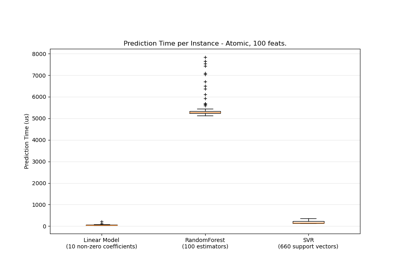 Prediction Time per Instance - Atomic, 100 feats.
Prediction Time (us)
8000
7000
6000
5000
4000
3000
2000
1000
0
Linear Model
(10 non-zero coefficients)
RandomForest
(100 estimators)
SVR
(660 support vectors)